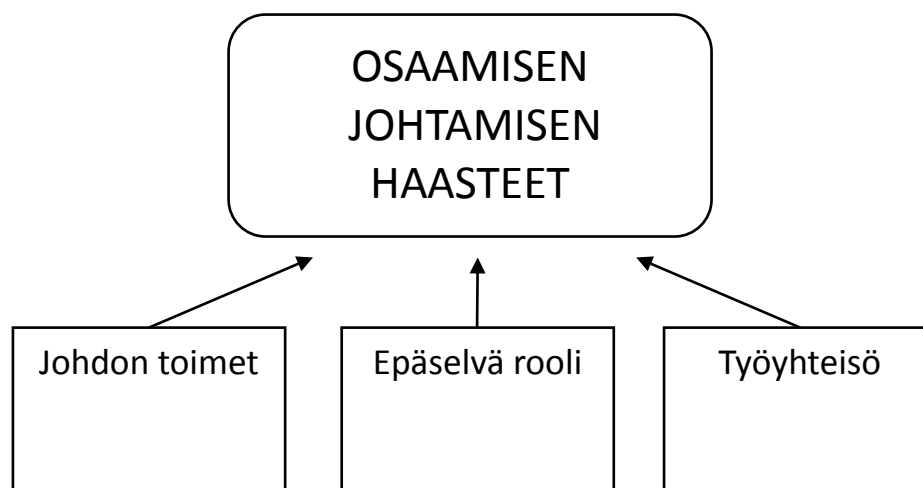 OSAAMISEN
JOHTAMISEN
HAASTEET
Johdon toimet
Epäselvä rooli
Työyhteisö